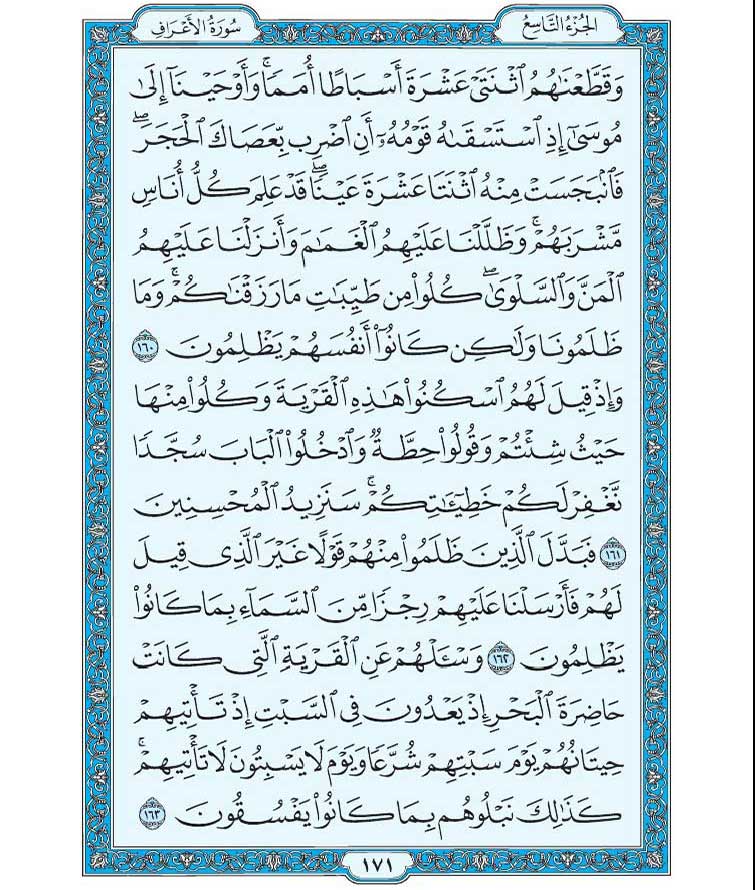 الجُزْءُ التَّاسِعُ
سُورَةُ الأَعْرَافِ
وَقَطَّعْنَٰهُمُ ٱثْنَتَىْ عَشْرَةَ أَسْبَاطًا أُمَمًا ۚ وَأَوْحَيْنَآ إِلَىٰ
مُوسَىٰٓ إِذِ ٱسْتَسْقَىٰهُ قَوْمُهُۥٓ أَنِ ٱضْرِب بِّعَصَاكَ ٱلْحَجَرَ ۖ
فَٱنۢبَجَسَتْ مِنْهُ ٱثْنَتَا عَشْرَةَ عَيْنًا ۖ قَدْ عَلِمَ كُلُّ أُنَاسٍ
مَّشْرَبَهُمْ ۚ وَظَلَّلْنَا عَلَيْهِمُ ٱلْغَمَٰمَ وَأَنزَلْنَا عَلَيْهِمُ
ٱلْمَنَّ وَٱلسَّلْوَىٰ ۖ كُلُوا۟ مِن طَيِّبَٰتِ مَا رَزَقْنَٰكُمْ ۚ وَمَا
ظَلَمُونَا وَلَٰكِن كَانُوٓا۟ أَنفُسَهُمْ يَظْلِمُونَ ١٦٠
وَإِذْ قِيلَ لَهُمُ ٱسْكُنُوا۟ هَٰذِهِ ٱلْقَرْيَةَ وَكُلُوا۟ مِنْهَا
حَيْثُ شِئْتُمْ وَقُولُوا۟ حِطَّةٌ وَٱدْخُلُوا۟ ٱلْبَابَ سُجَّدًا
نَّغْفِرْ لَكُمْ خَطِيٓـَٰٔتِكُمْ ۚ سَنَزِيدُ ٱلْمُحْسِنِينَ
١٦١ فَبَدَّلَ ٱلَّذِينَ ظَلَمُوا۟ مِنْهُمْ قَوْلًا غَيْرَ ٱلَّذِى قِيلَ
لَهُمْ فَأَرْسَلْنَا عَلَيْهِمْ رِجْزًا مِّنَ ٱلسَّمَآءِ بِمَا كَانُوا۟
يَظْلِمُونَ ١٦٢ وَسْـَٔلْهُمْ عَنِ ٱلْقَرْيَةِ ٱلَّتِى كَانَتْ
حَاضِرَةَ ٱلْبَحْرِ إِذْ يَعْدُونَ فِى ٱلسَّبْتِ إِذْ تَأْتِيهِمْ
حِيتَانُهُمْ يَوْمَ سَبْتِهِمْ شُرَّعًا وَيَوْمَ لَا يَسْبِتُونَ لَا تَأْتِيهِمْ ۚ
كَذَٰلِكَ نَبْلُوهُم بِمَا كَانُوا۟ يَفْسُقُونَ ١٦٣
١٧١